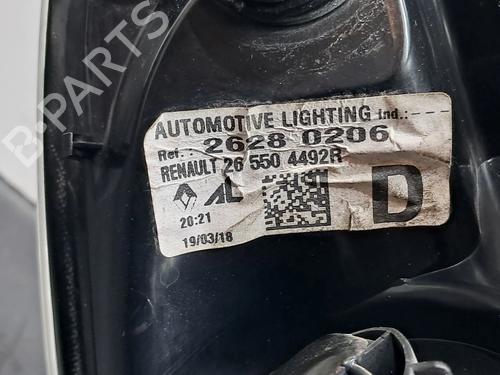 B-PARTS
AUTOMOTIVE LIGHTING Ind.:---
Ref.: 2628 0206
RENAULT 26 550 4492R
AL
20:21
19/03/18
D